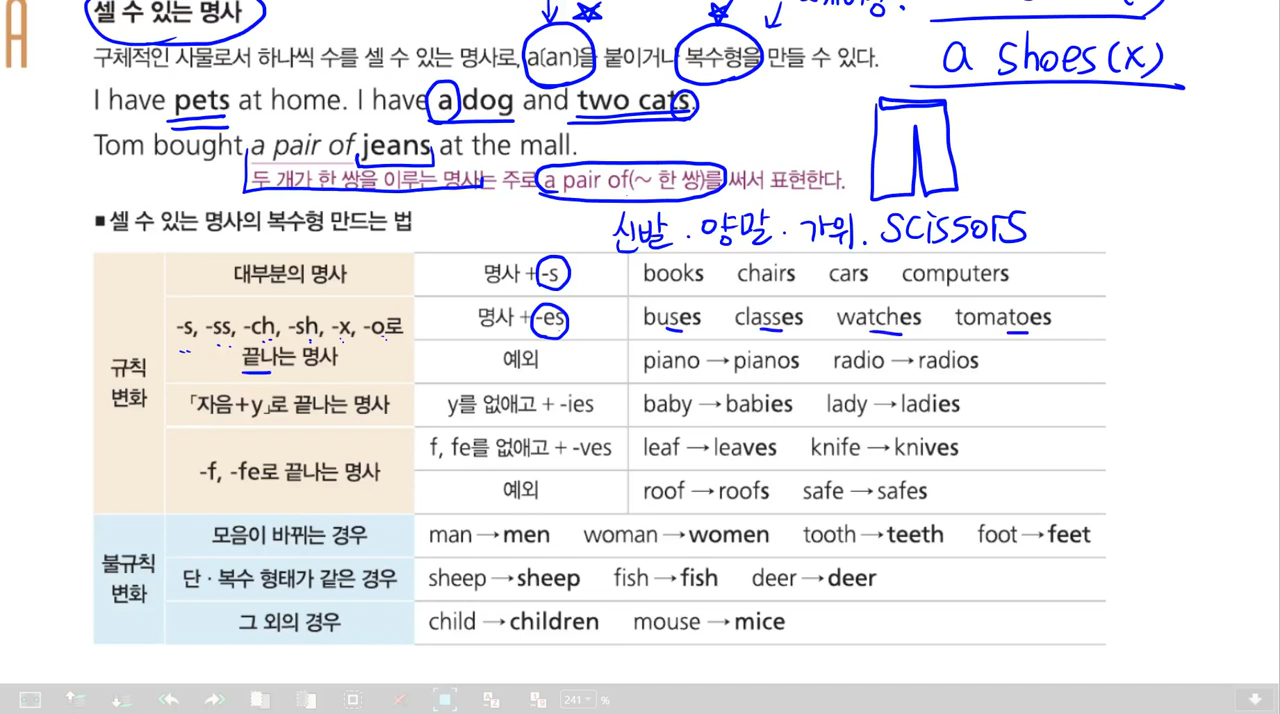 A
셀 수 있는 명사
구체적인 사물로서 하나씩 수를 셀 수 있는 명사로, a(an)을 붙이거나 복수형을 만들 수 있다.
a shoes (x)
I have pets at home. I have a dog and two cats.
Tom bought a pair of jeans at the mall.
두 개가 한 쌍을 이루는 명사는 주로 a pair of(~ 한 쌍)를 써서 표현한다.
신발 · 양말 · 가위. scissors
■ 셀 수 있는 명사의 복수형 만드는 법
규칙 변화
대부분의 명사 명사 + -s books chairs cars computers
-s, -ss, -ch, -sh, -x, -o로 끝나는 명사 명사 + -es buses classes watches tomatoes
예외 piano → pianos radio → radios
「자음+y」로 끝나는 명사 y를 없애고 + -ies baby → babies lady → ladies
-f, -fe로 끝나는 명사 f, fe를 없애고 + -ves leaf → leaves knife → knives
예외 roof → roofs safe → safes
불규칙 변화
모음이 바뀌는 경우 man → men woman → women tooth → teeth foot → feet
단 · 복수 형태가 같은 경우 sheep → sheep fish → fish deer → deer
그 외의 경우 child → children mouse → mice
241 %